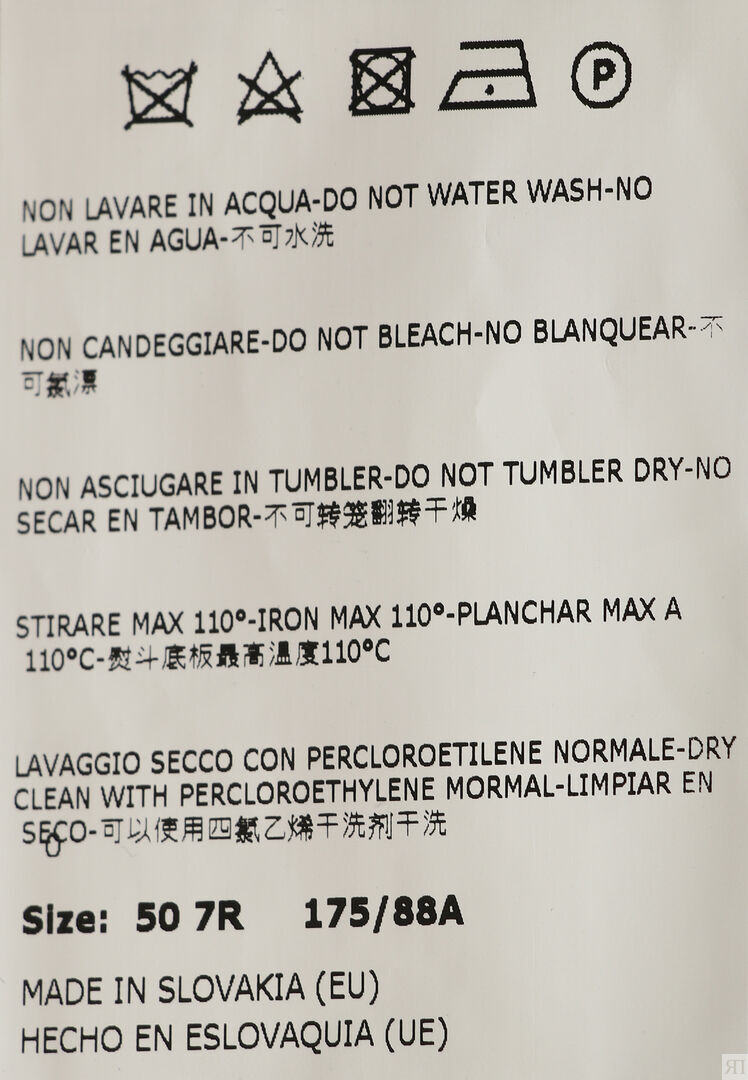 P
NON LAVARE IN ACQUA-DO NOT WATER WASH-NO
LAVAR EN AGUA-不可水洗
NON CANDEGGIARE-DO NOT BLEACH-NO BLANQUEAR-不
可氯漂
NON ASCIUGARE IN TUMBLER-DO NOT TUMBLER DRY-NO
SECAR EN TAMBOR-不可转笼翻转干燥
STIRARE MAX 110°-IRON MAX 110°-PLANCHAR MAX A
110°C-熨斗底板最高温度110°C
LAVAGGIO SECCO CON PERCLOROETILENE NORMALE-DRY
CLEAN WITH PERCLOROETHYLENE MORMAL-LIMPIAR EN
SECO-可以使用四氯乙烯干洗剂干洗
Size: 50 7R 175/88A
MADE IN SLOVAKIA (EU)
HECHO EN ESLOVAQUIA (UE)